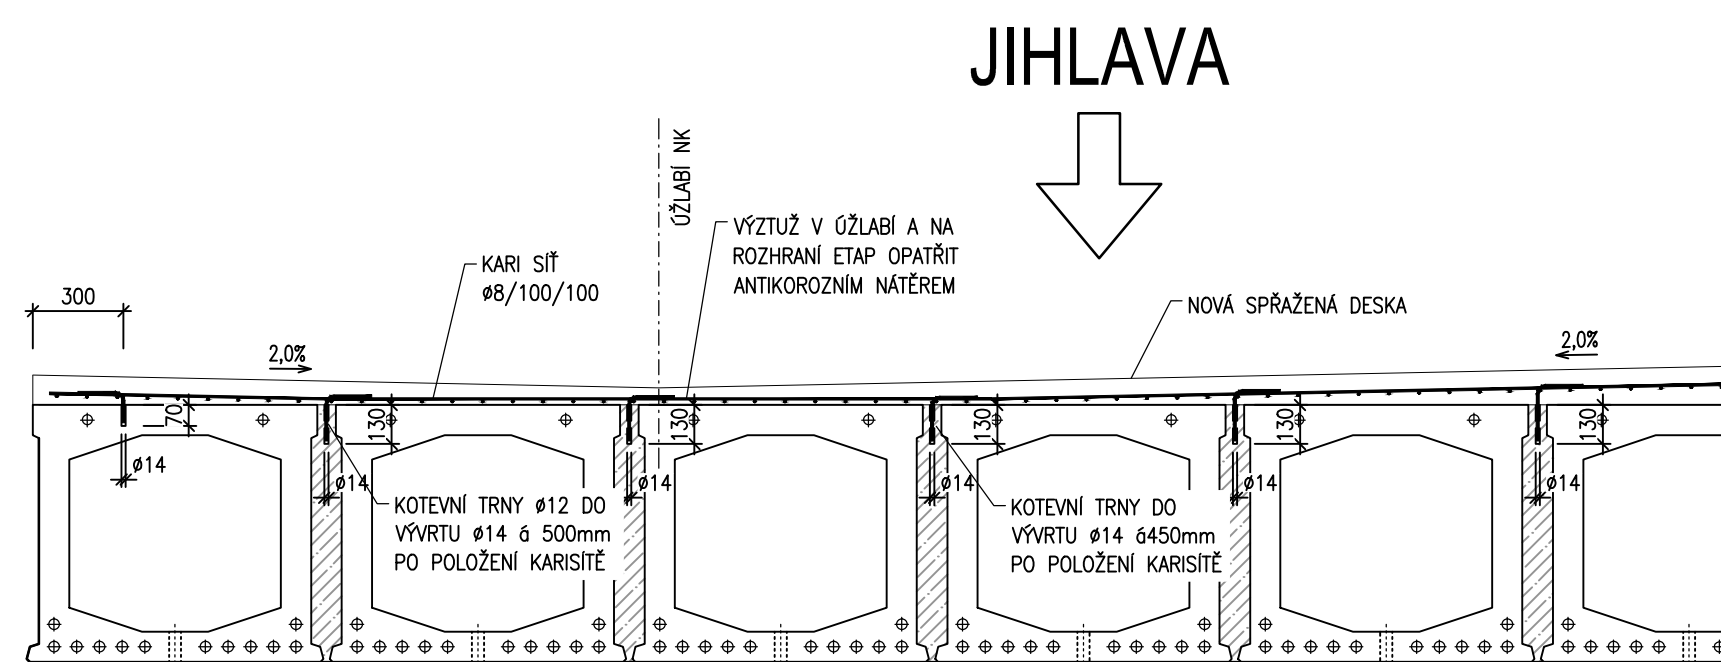 JIHLAVA
ÚŽLABÍ NK
VÝZTUŽ V ÚŽLABÍ A NA
ROZHRANÍ ETAP OPATŘIT
ANTIKOROZNÍM NÁTĚREM
KARI SÍŤ
ø8/100/100
300
NOVÁ SPŘAŽENÁ DESKA
2,0%
2,0%
70
130
130
130
130
130
ø14
ø14
ø14
ø14
ø14
ø14
KOTEVNÍ TRNY ø12 DO
VÝVRTU ø14 á 500mm
PO POLOŽENÍ KARISÍTĚ
KOTEVNÍ TRNY DO
VÝVRTU ø14 á450mm
PO POLOŽENÍ KARISÍTĚ